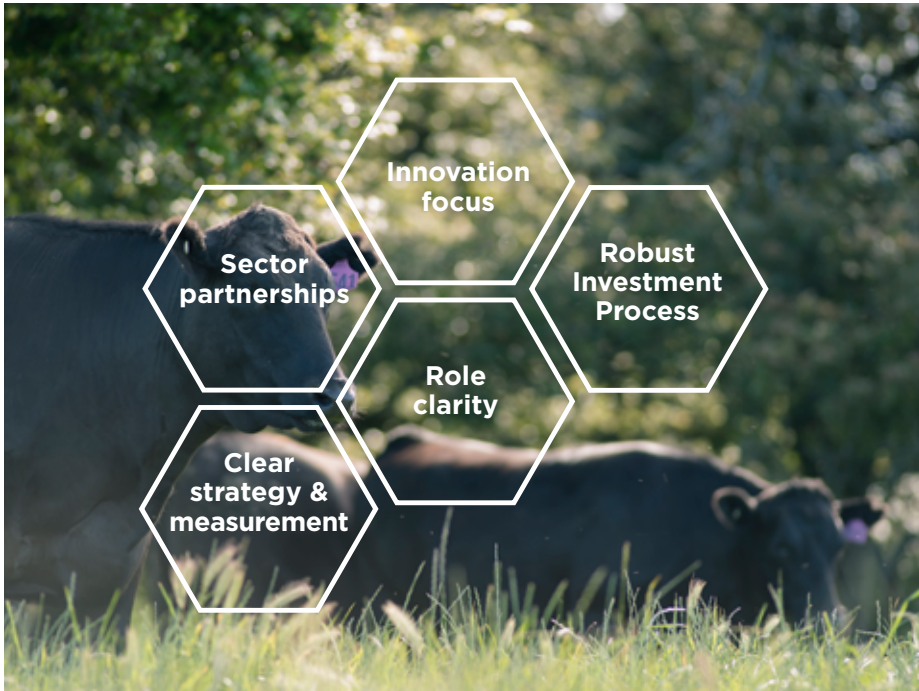 Innovation
focus
Sector
partnerships
Robust
Investment
Process
Role
clarity
Clear
strategy &
measurement